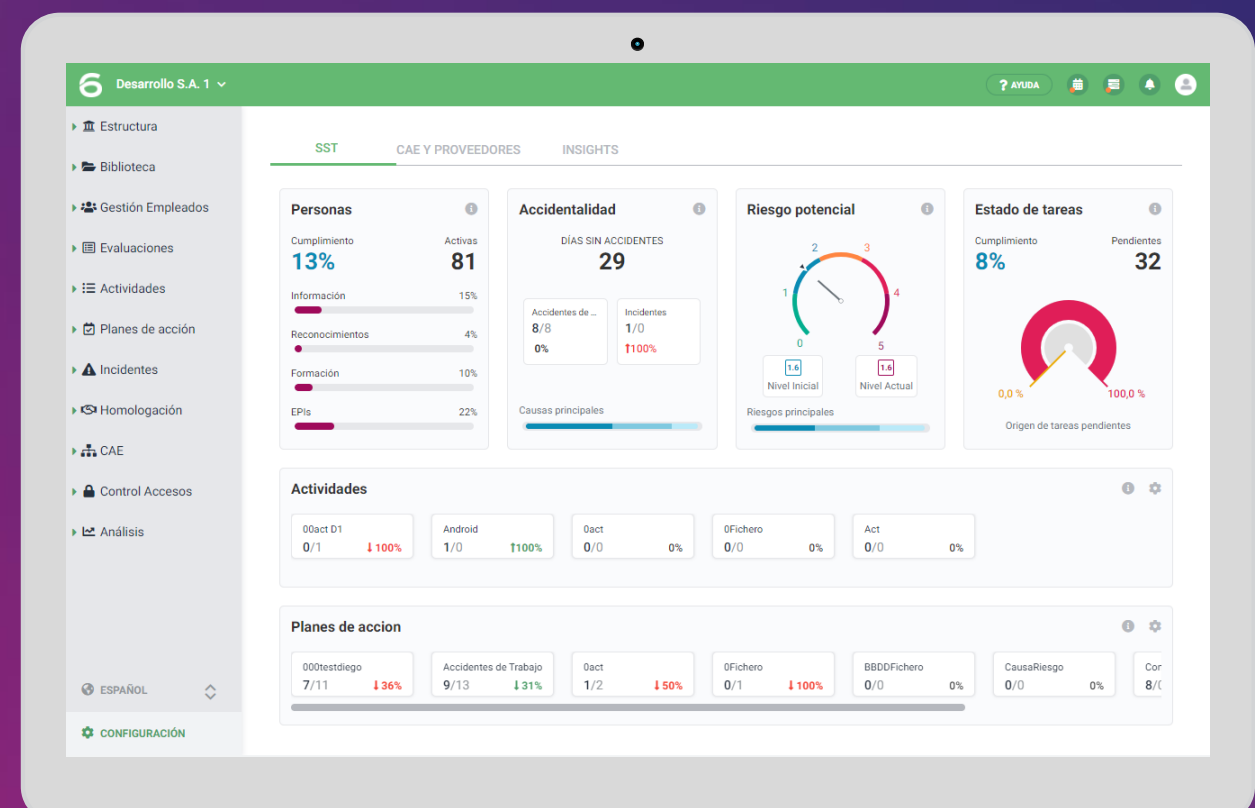 Desarrollo S.A. 1
? AYUDA
Estructura
Biblioteca
Gestión Empleados
Evaluaciones
Actividades
Planes de acción
Incidentes
Homologación
CAE
Control Accesos
Análisis
ESPAÑOL
CONFIGURACIÓN
SST
CAE Y PROVEEDORES
INSIGHTS
Personas
Cumplimiento
Activas
13%
81
Información
15%
Reconocimientos
4%
Formación
10%
EPIs
22%
Accidentalidad
DÍAS SIN ACCIDENTES
29
Accidentes de ...
8/8
0%
Incidentes
1/0
↑100%
Causas principales
Riesgo potencial
2
3
1
4
0
5
1.6
Nivel Inicial
1.6
Nivel Actual
Riesgos principales
Estado de tareas
Cumplimiento
Pendientes
8%
32
0,0 %
100,0 %
Origen de tareas pendientes
Actividades
00act D1
0/1
↓100%
Android
1/0
↑100%
0act
0/0
0%
0Fichero
0/0
0%
Act
0/0
0%
Planes de accion
000testdiego
7/11
↓36%
Accidentes de Trabajo
9/13
↓31%
0act
1/2
↓50%
0Fichero
0/1
↓100%
BBDDFichero
0/0
0%
CausaRiesgo
0/0
0%
Cor
8/0